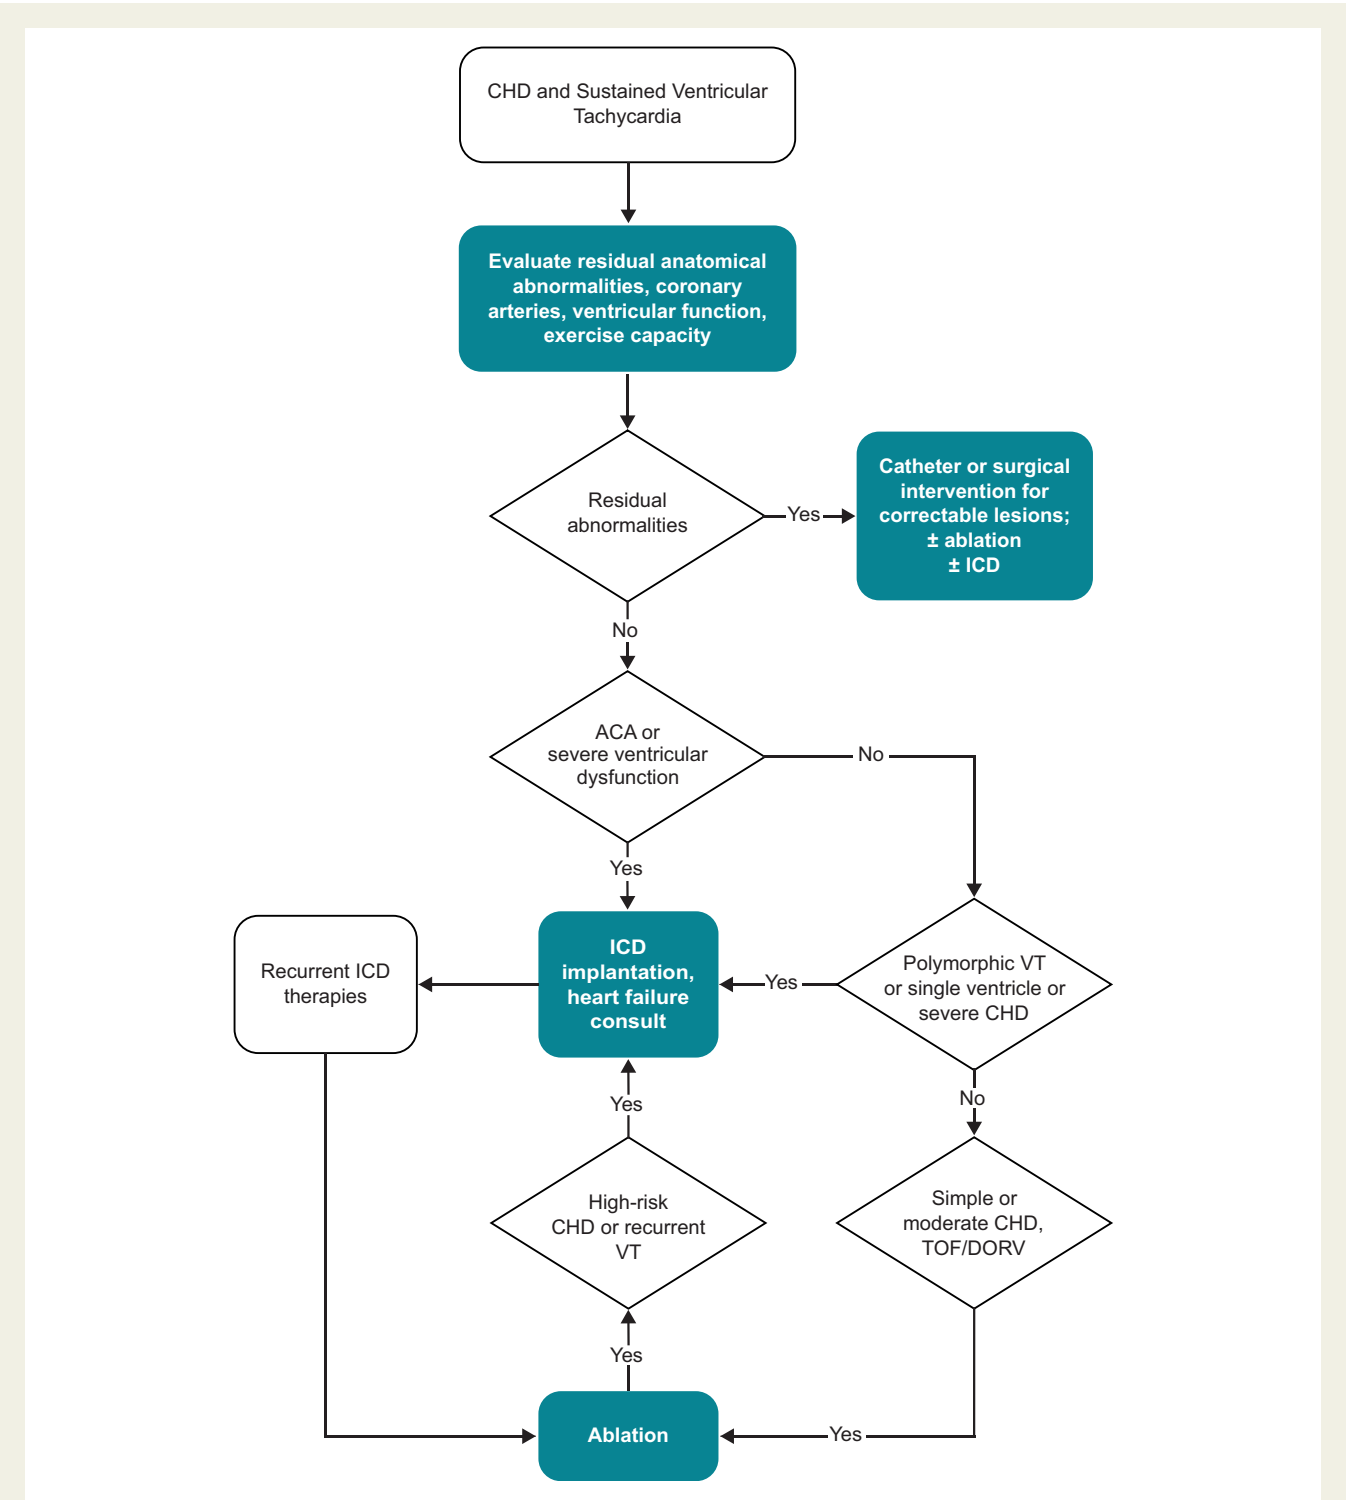 CHD and Sustained Ventricular
Tachycardia
Evaluate residual anatomical
abnormalities, coronary
arteries, ventricular function,
exercise capacity
Residual
abnormalities
Yes
Catheter or surgical
intervention for
correctable lesions;
± ablation
± ICD
No
ACA or
severe ventricular
dysfunction
No
Yes
Recurrent ICD
therapies
ICD
implantation,
heart failure
consult
Yes
Polymorphic VT
or single ventricle or
severe CHD
Yes
No
High-risk
CHD or recurrent
VT
Simple or
moderate CHD,
TOF/DORV
Yes
Ablation
Yes